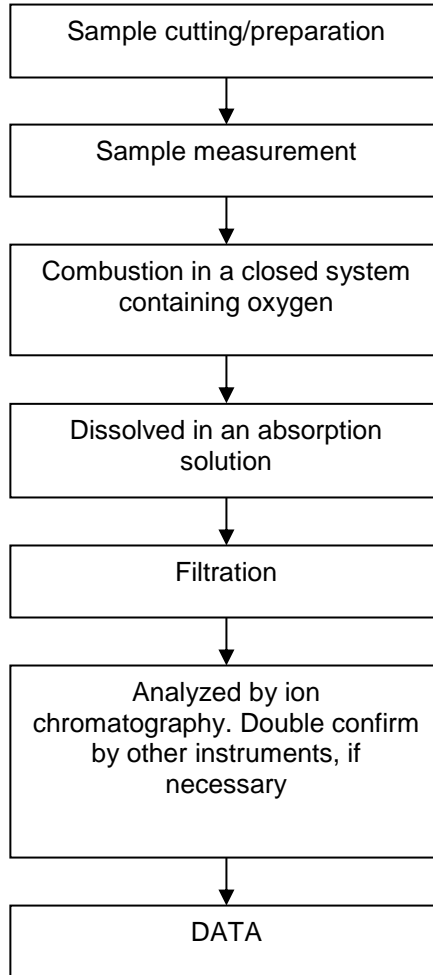 Sample cutting/preparation
Sample measurement
Combustion in a closed system
containing oxygen
Dissolved in an absorption
solution
Filtration
Analyzed by ion
chromatography. Double confirm
by other instruments, if
necessary
DATA